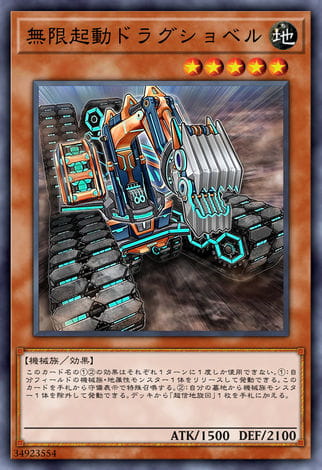 無限起動ドラグショベル
地
【機械族／効果】
このカード名の①②の効果はそれぞれ１ターンに１度しか使用できない。①：自
分フィールドの機械族・地属性モンスター１体をリリースして発動できる。このカ
ードを手札から守備表示で特殊召喚する。②：自分の墓地から機械族モンスタ
ー１体を除外して発動できる。デッキから「超信地旋回」１枚を手札に加える。
ATK/1500 DEF/2100
34923554